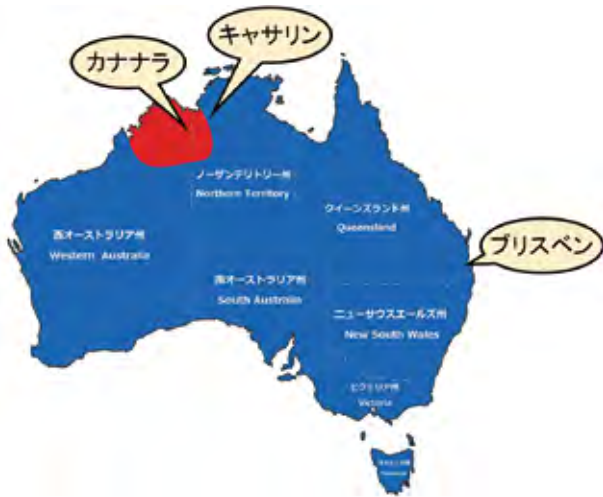 キャサリン
カナナラ
ノーザンテリトリー州
Northern Territory
クイーンズランド州
Queensland
西オーストラリア州
Western Australia
ブリスベン
南オーストラリア州
South Australia
ニューサウスエールズ州
New South Wales
ビクトリア州
Victoria